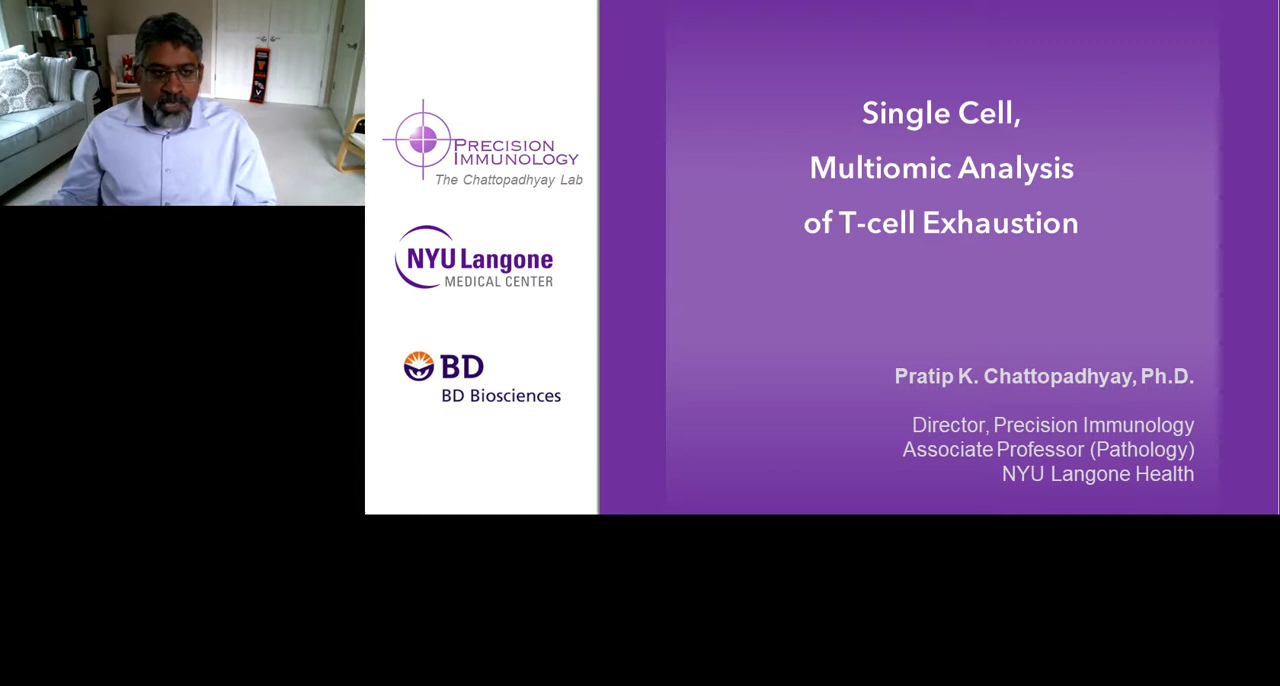 PRECISION
IMMUNOLOGY
The Chattopadhyay Lab
NYU Langone
MEDICAL CENTER
BD
BD Biosciences
Single Cell,
Multiomic Analysis
of T-cell Exhaustion
Pratip K. Chattopadhyay, Ph.D.
Director, Precision Immunology
Associate Professor (Pathology)
NYU Langone Health